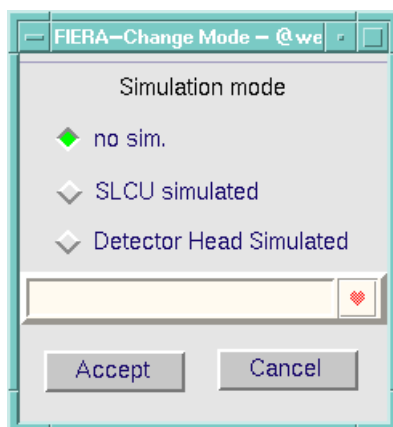 FIERA-Change Mode - @we
Simulation mode
no sim.
SLCU simulated
Detector Head Simulated
Accept Cancel